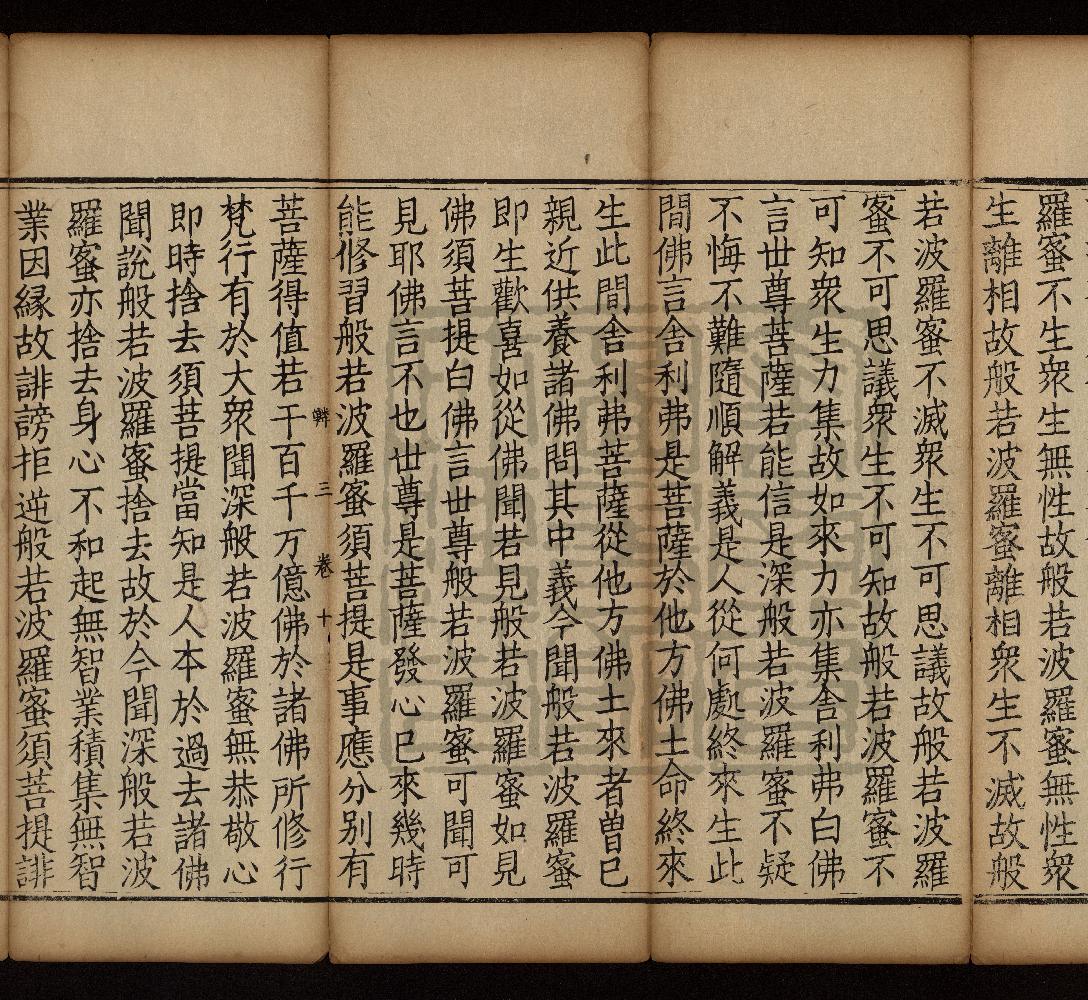 羅蜜不生衆生無性故般若波羅蜜無性衆
生離相故般若波羅蜜離相衆生不滅故般
若波羅蜜不滅衆生不可思議故般若波羅
蜜不可思議衆生不可知故般若波羅蜜不
可知衆生力集故如來力亦集舎利弗白佛
言世尊菩薩若能信是深般若波羅蜜不疑
不悔不難隨順解義是人從何處終來生此
間佛言舎利弗是菩薩於他方佛土命終來
生此間舎利弗菩薩從他方佛土來者曽已
親近供養諸佛問其中義今聞般若波羅蜜
即生歡喜如從佛聞若見般若波羅蜜如見
佛須菩提白佛言世尊般若波羅蜜可聞可
見耶佛言不也世尊是菩薩發心已來幾時
能修習般若波羅蜜須菩提是事應分别有
三 卷 十
菩薩得值若干百千万億佛於諸佛所修行
梵行有於大衆聞深般若波羅蜜無恭敬心
即時捨去須菩提當知是人本於過去諸佛
聞說般若波羅蜜捨去故於今聞深般若波
羅蜜亦捨去身心不和起無智業積集無智
業因緣故誹謗拒逆般若波羅蜜須菩提誹